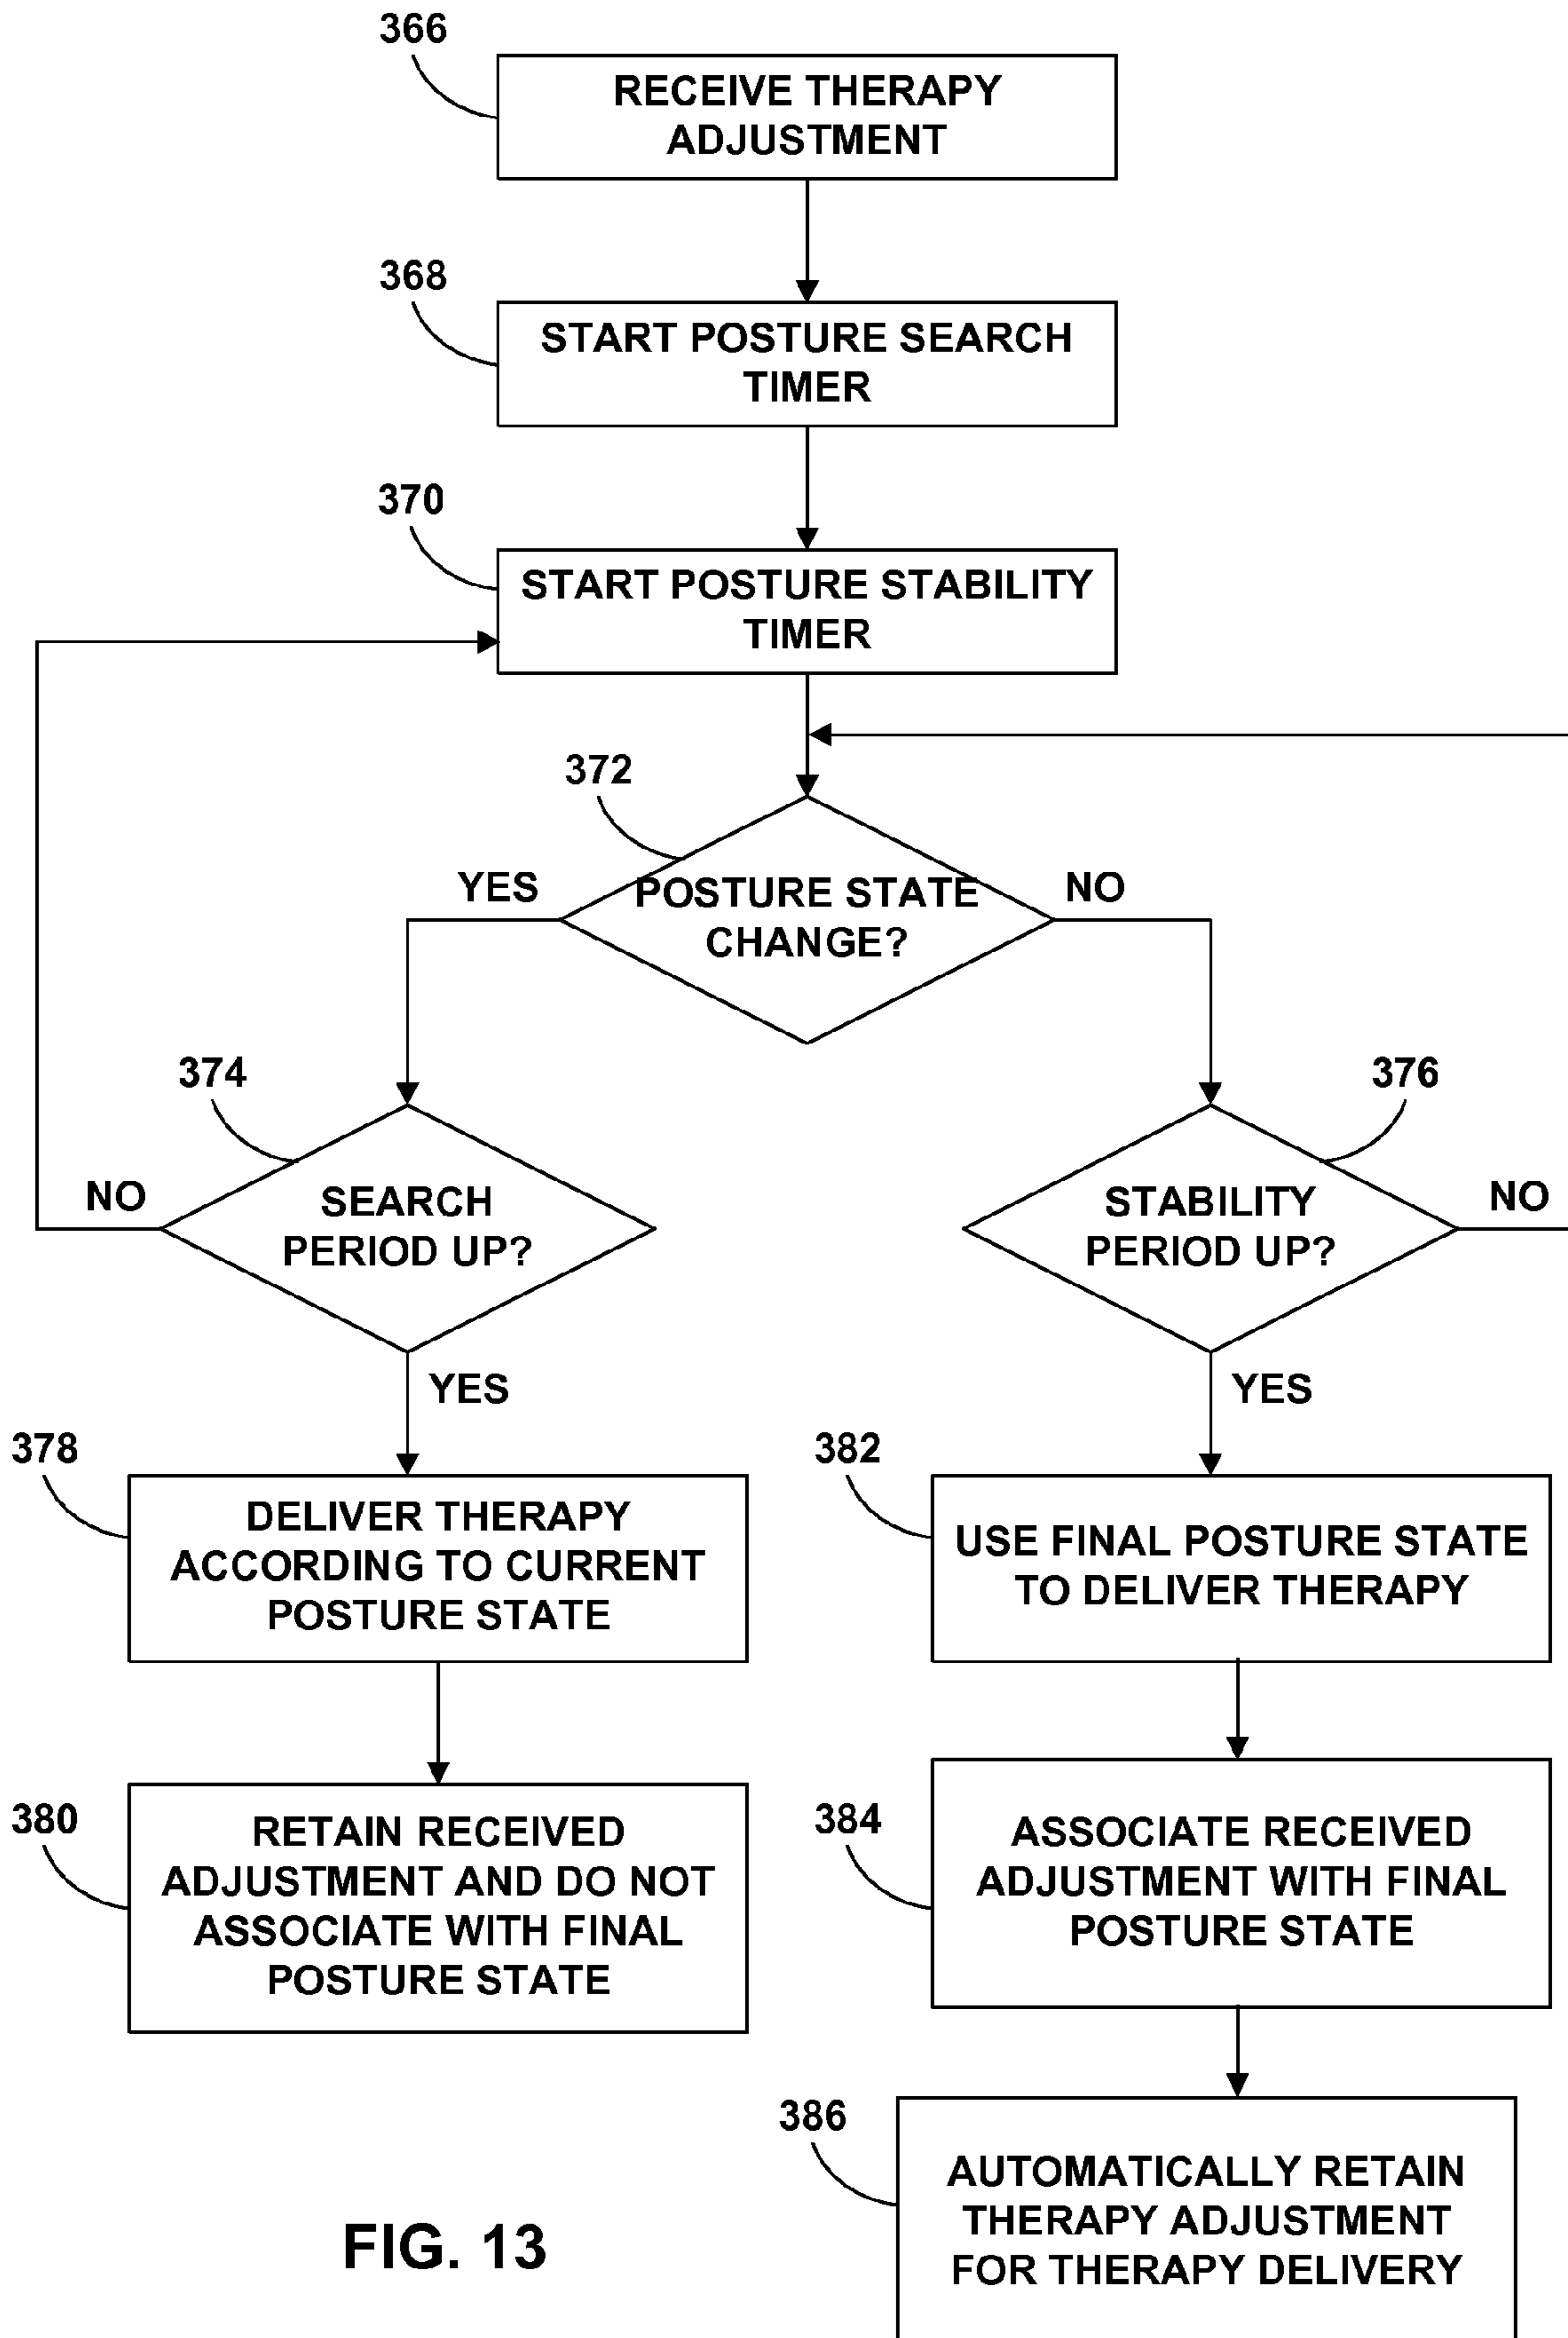 366
RECEIVE THERAPY
ADJUSTMENT
368
START POSTURE SEARCH
TIMER
370
START POSTURE STABILITY
TIMER
372
YES
POSTURE STATE
CHANGE?
NO
374
376
NO
SEARCH
PERIOD UP?
STABILITY
PERIOD UP?
NO
YES
YES
378
DELIVER THERAPY
ACCORDING TO CURRENT
POSTURE STATE
382
USE FINAL POSTURE STATE
TO DELIVER THERAPY
380
RETAIN RECEIVED
ADJUSTMENT AND DO NOT
ASSOCIATE WITH FINAL
POSTURE STATE
384
ASSOCIATE RECEIVED
ADJUSTMENT WITH FINAL
POSTURE STATE
386
AUTOMATICALLY RETAIN
THERAPY ADJUSTMENT
FOR THERAPY DELIVERY
FIG. 13